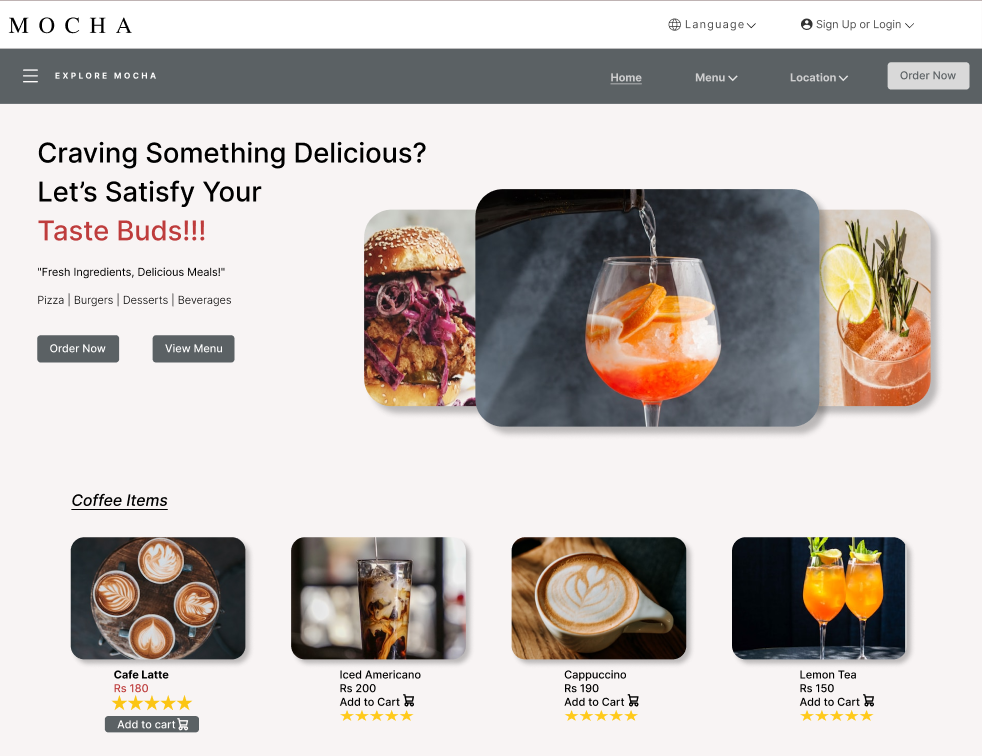 MOCHA
Language
Sign Up or Login
EXPLORE MOCHA
Home
Menu
Location
Order Now
Craving Something Delicious?
Let’s Satisfy Your
Taste Buds!!!
"Fresh Ingredients, Delicious Meals!"
Pizza | Burgers | Desserts | Beverages
Order Now
View Menu
Coffee Items
Cafe Latte
Rs 180
Add to cart
Iced Americano
Rs 200
Add to Cart
Cappuccino
Rs 190
Add to Cart
Lemon Tea
Rs 150
Add to Cart